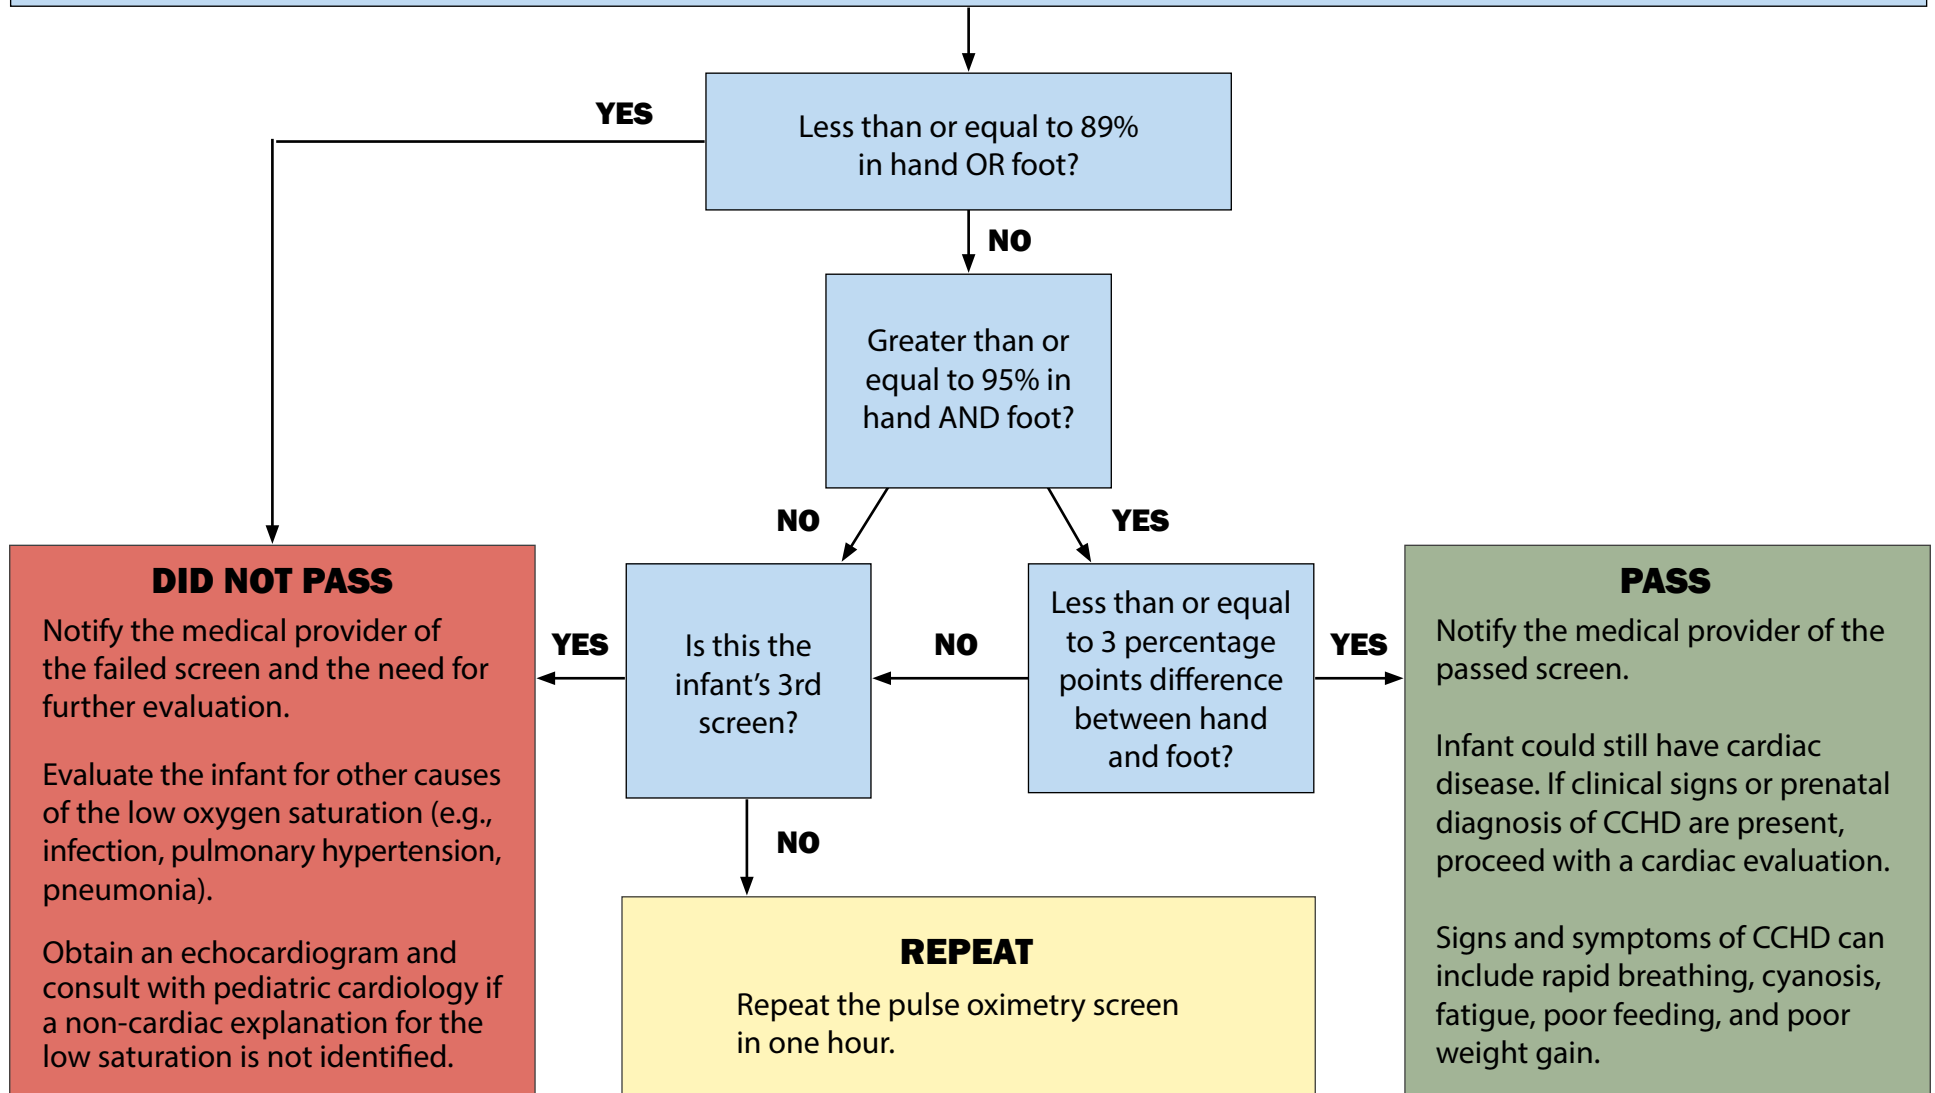 YES
Less than or equal to 89%
in hand OR foot?
NO
Greater than or
equal to 95% in
hand AND foot?
NO
YES
DID NOT PASS
Notify the medical provider of
the failed screen and the need for
further evaluation.
Evaluate the infant for other causes
of the low oxygen saturation (e.g.,
infection, pulmonary hypertension,
pneumonia).
Obtain an echocardiogram and
consult with pediatric cardiology if
a non-cardiac explanation for the
low saturation is not identified.
YES
Is this the
infant’s 3rd
screen?
NO
Less than or equal
to 3 percentage
points difference
between hand
and foot?
YES
PASS
Notify the medical provider of the
passed screen.
Infant could still have cardiac
disease. If clinical signs or prenatal
diagnosis of CCHD are present,
proceed with a cardiac evaluation.
Signs and symptoms of CCHD can
include rapid breathing, cyanosis,
fatigue, poor feeding, and poor
weight gain.
NO
REPEAT
Repeat the pulse oximetry screen
in one hour.